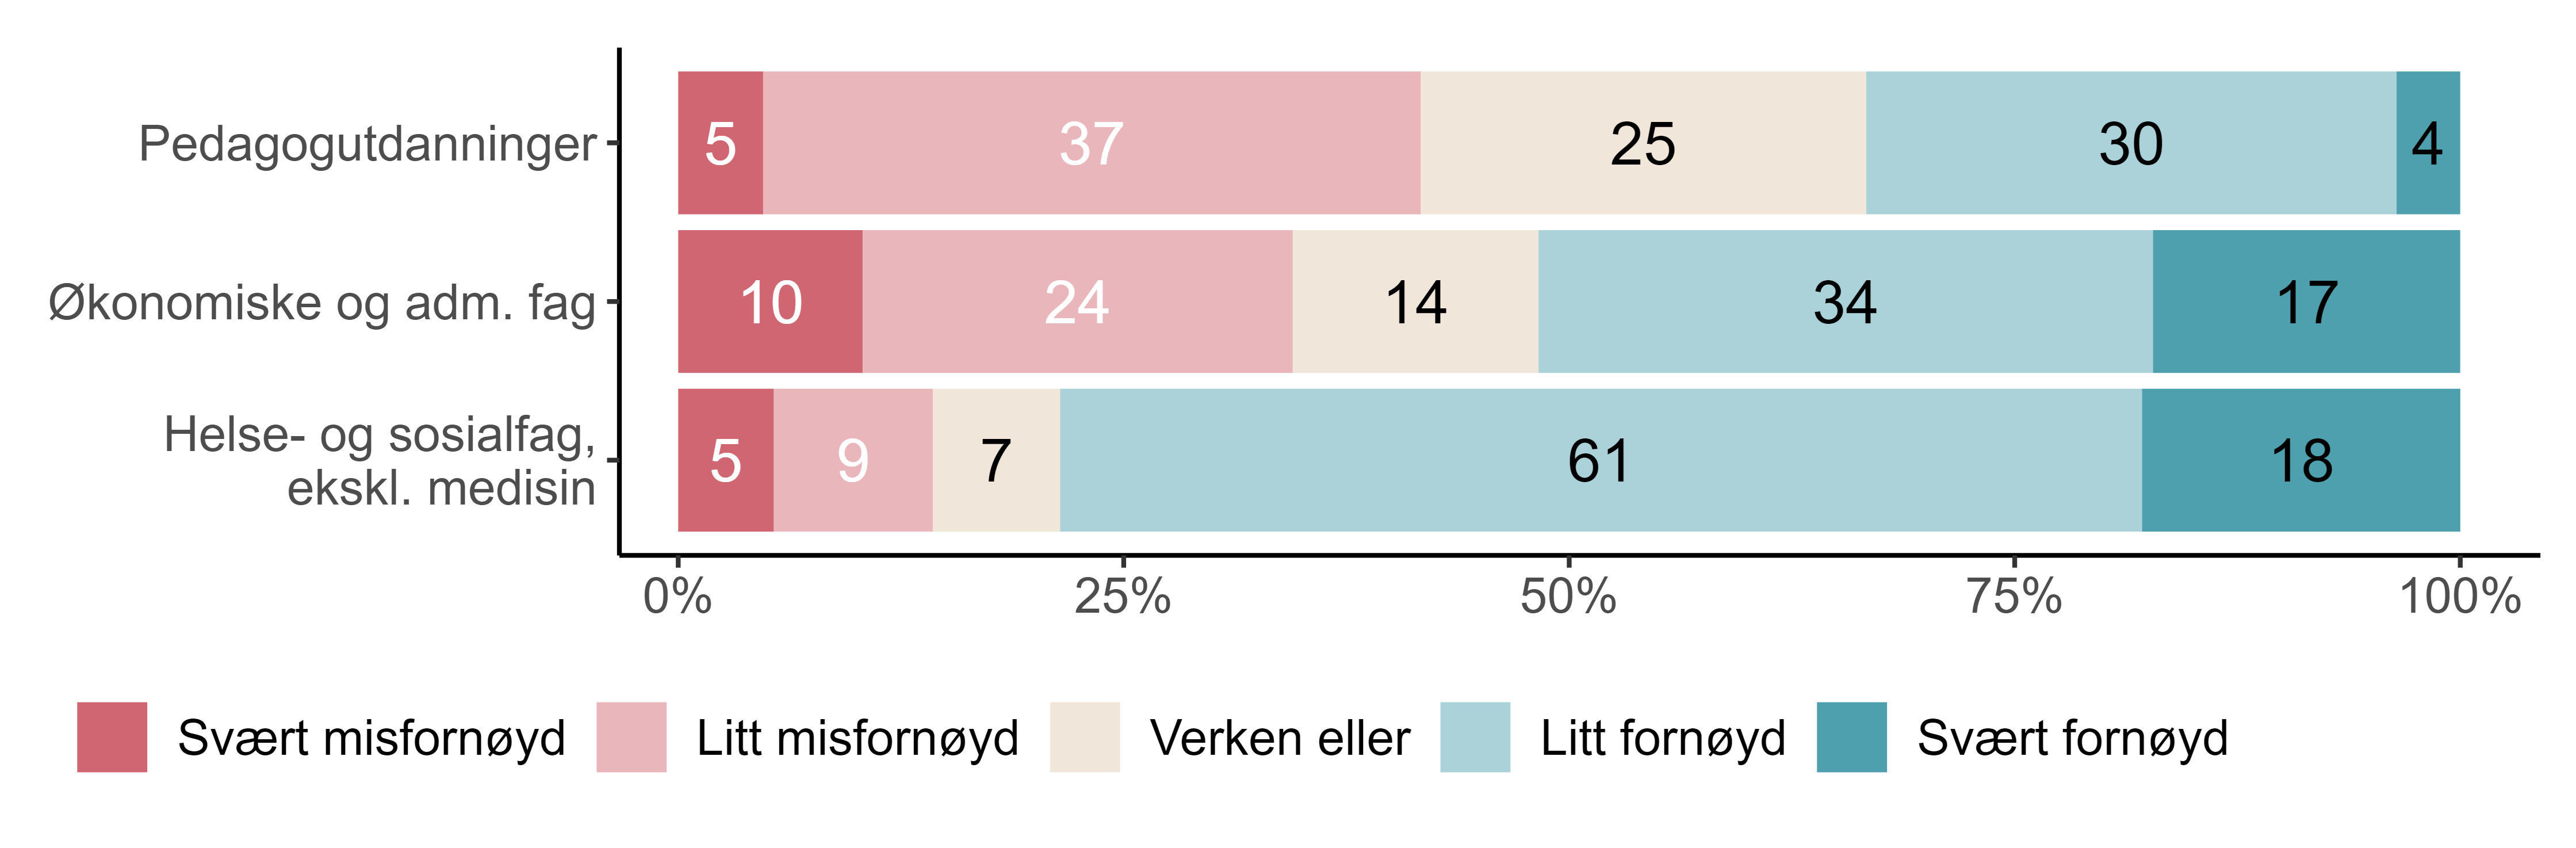 Pedagogutdanninger
5 37 25 30 4
Økonomiske og adm. fag
10 24 14 34 17
Helse- og sosialfag,
ekskl. medisin
5 9 7 61 18
0% 25% 50% 75% 100%
Svært misfornøyd Litt misfornøyd Verken eller Litt fornøyd Svært fornøyd